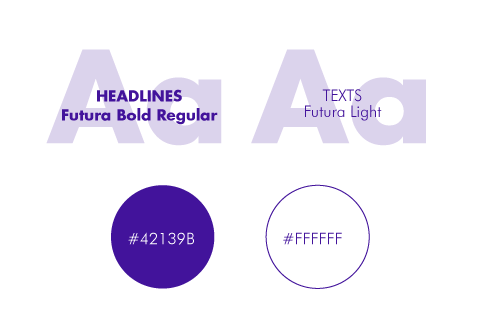 Aa
HEADLINES
Futura Bold Regular
Aa
TEXTS
Futura Light
#42139B
#FFFFFF